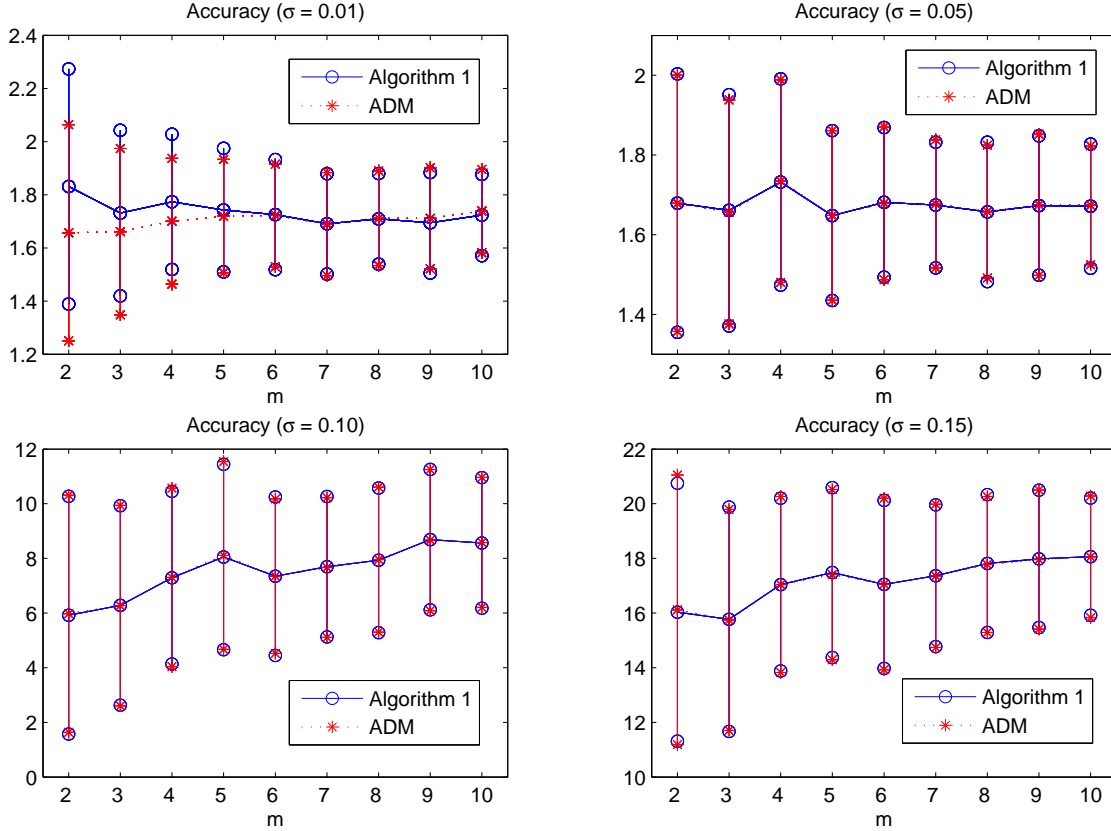 Accuracy (σ = 0.01)
2.4
2.2
2
1.8
1.6
1.4
1.2
2 3 4 5 6 7 8 9 10
m
Algorithm 1
ADM
Accuracy (σ = 0.05)
2
1.8
1.6
1.4
2 3 4 5 6 7 8 9 10
m
Algorithm 1
ADM
Accuracy (σ = 0.10)
12
10
8
6
4
2
0
2 3 4 5 6 7 8 9 10
m
Algorithm 1
ADM
Accuracy (σ = 0.15)
22
20
18
16
14
12
10
2 3 4 5 6 7 8 9 10
m
Algorithm 1
ADM